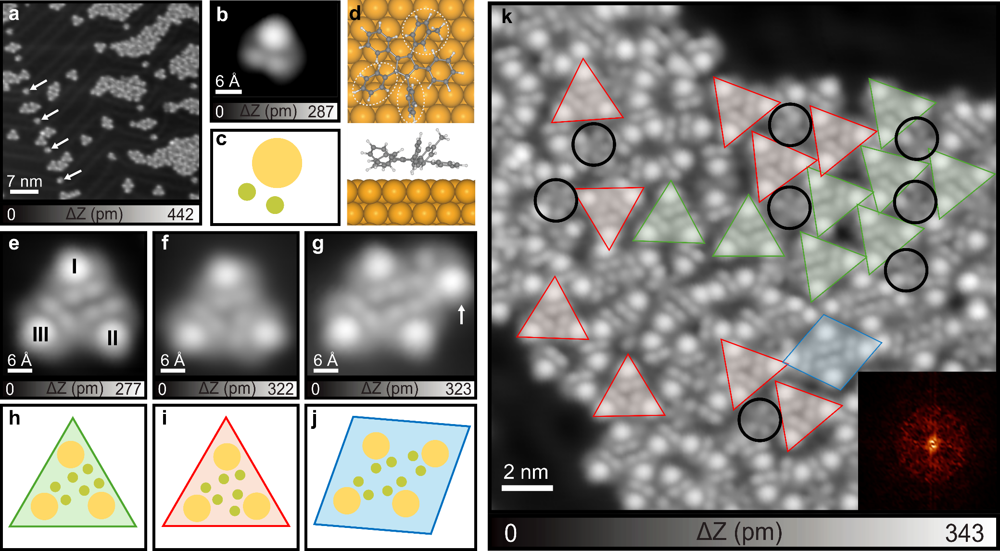 a
7 nm
0 ΔZ (pm) 442
b
6 Å
0 ΔZ (pm) 287
c
d
e
I
III
II
6 Å
0 ΔZ (pm) 277
f
6 Å
0 ΔZ (pm) 322
g
6 Å
0 ΔZ (pm) 323
h
i
j
k
2 nm
0 ΔZ (pm) 343